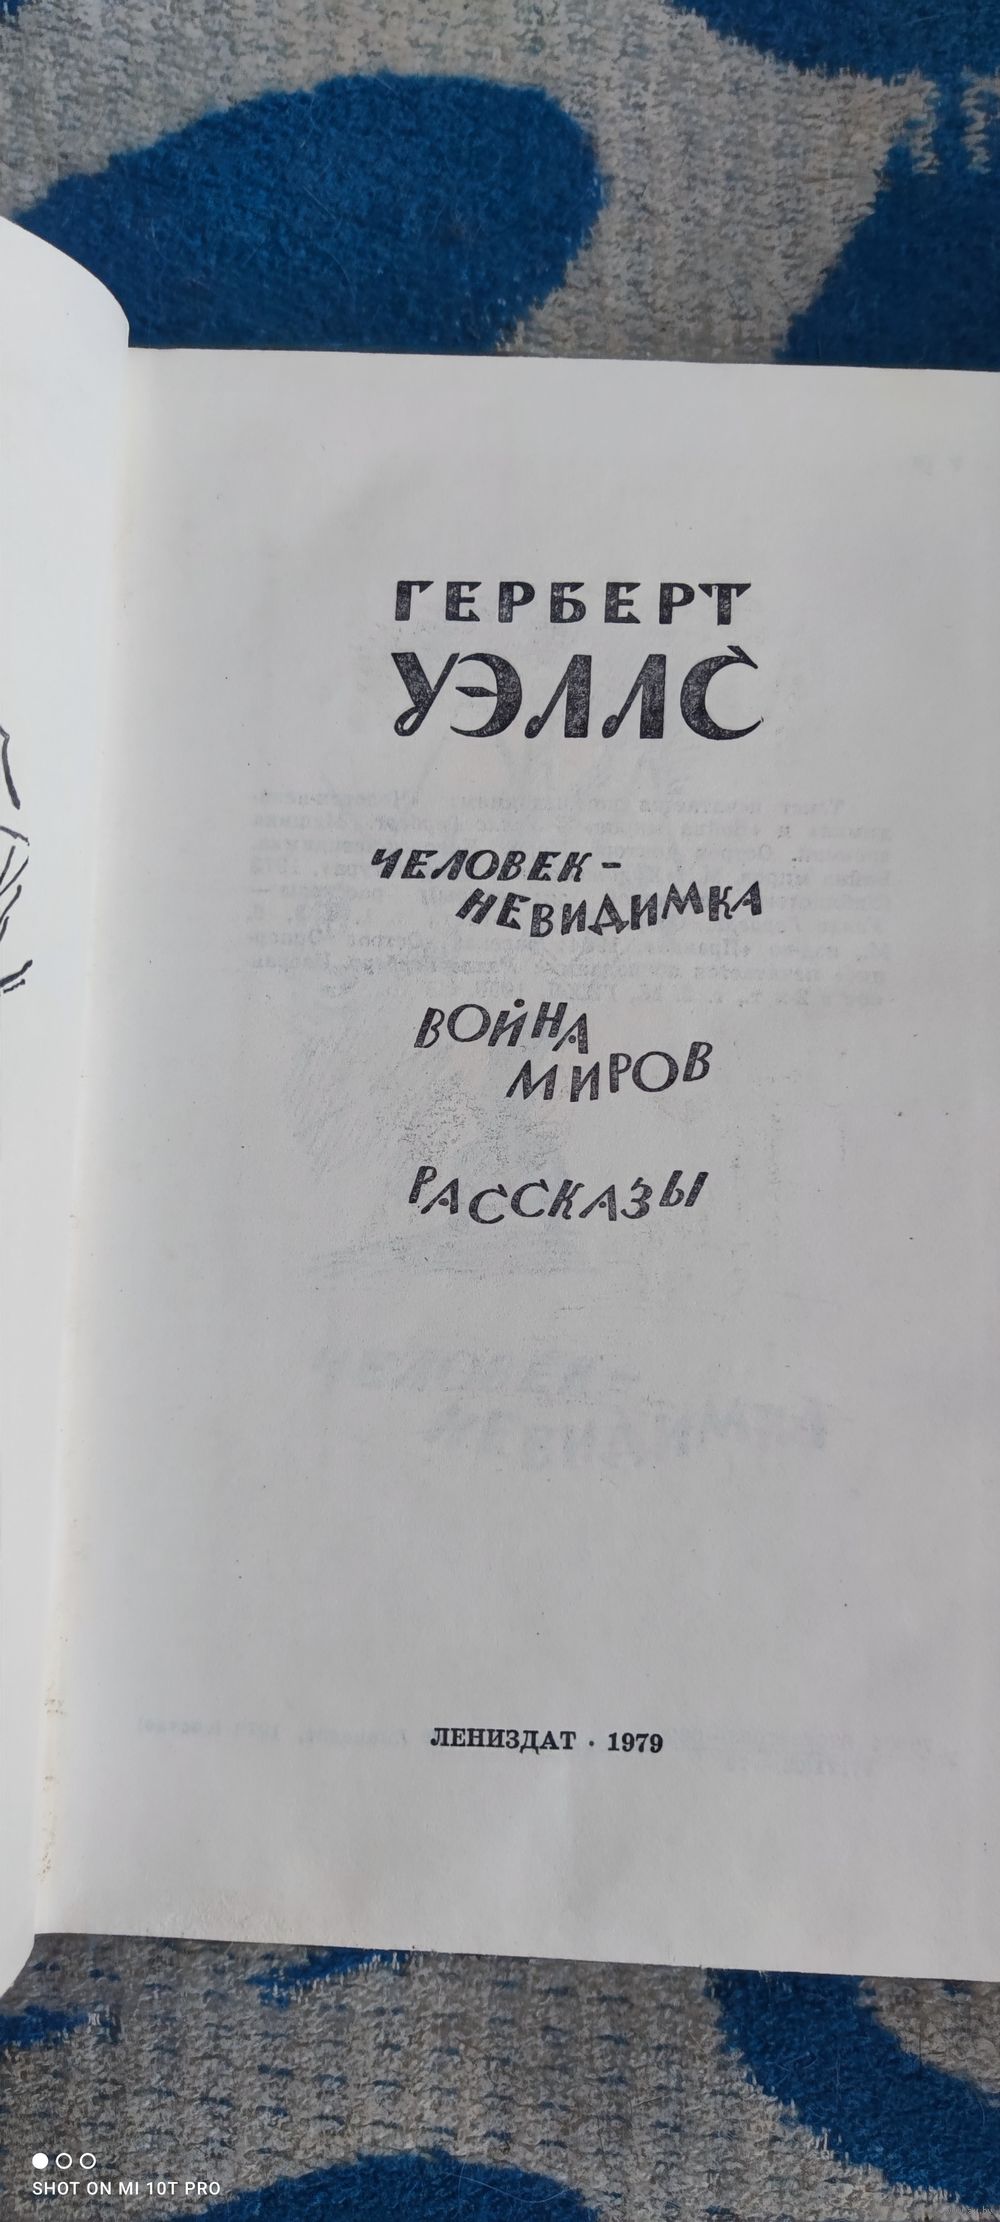 ГЕРБЕРТ
УЭЛЛС
ЧЕЛОВЕК-
НЕВИДИМКА
ВОЙНА
МИРОВ
РАССКАЗЫ
ЛЕНИЗДАТ · 1979
SHOT ON MI 10T PRO